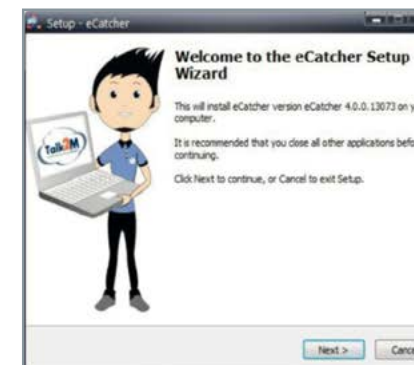 Setup - eCatcher
Welcome to the eCatcher Setup
Wizard
This will install eCatcher version eCatcher 4.0.0.13073 on
computer.
It is recommended that you close all other applications
continuing.
Click Next to continue, or Cancel to exit Setup.
Talk2M
Next >